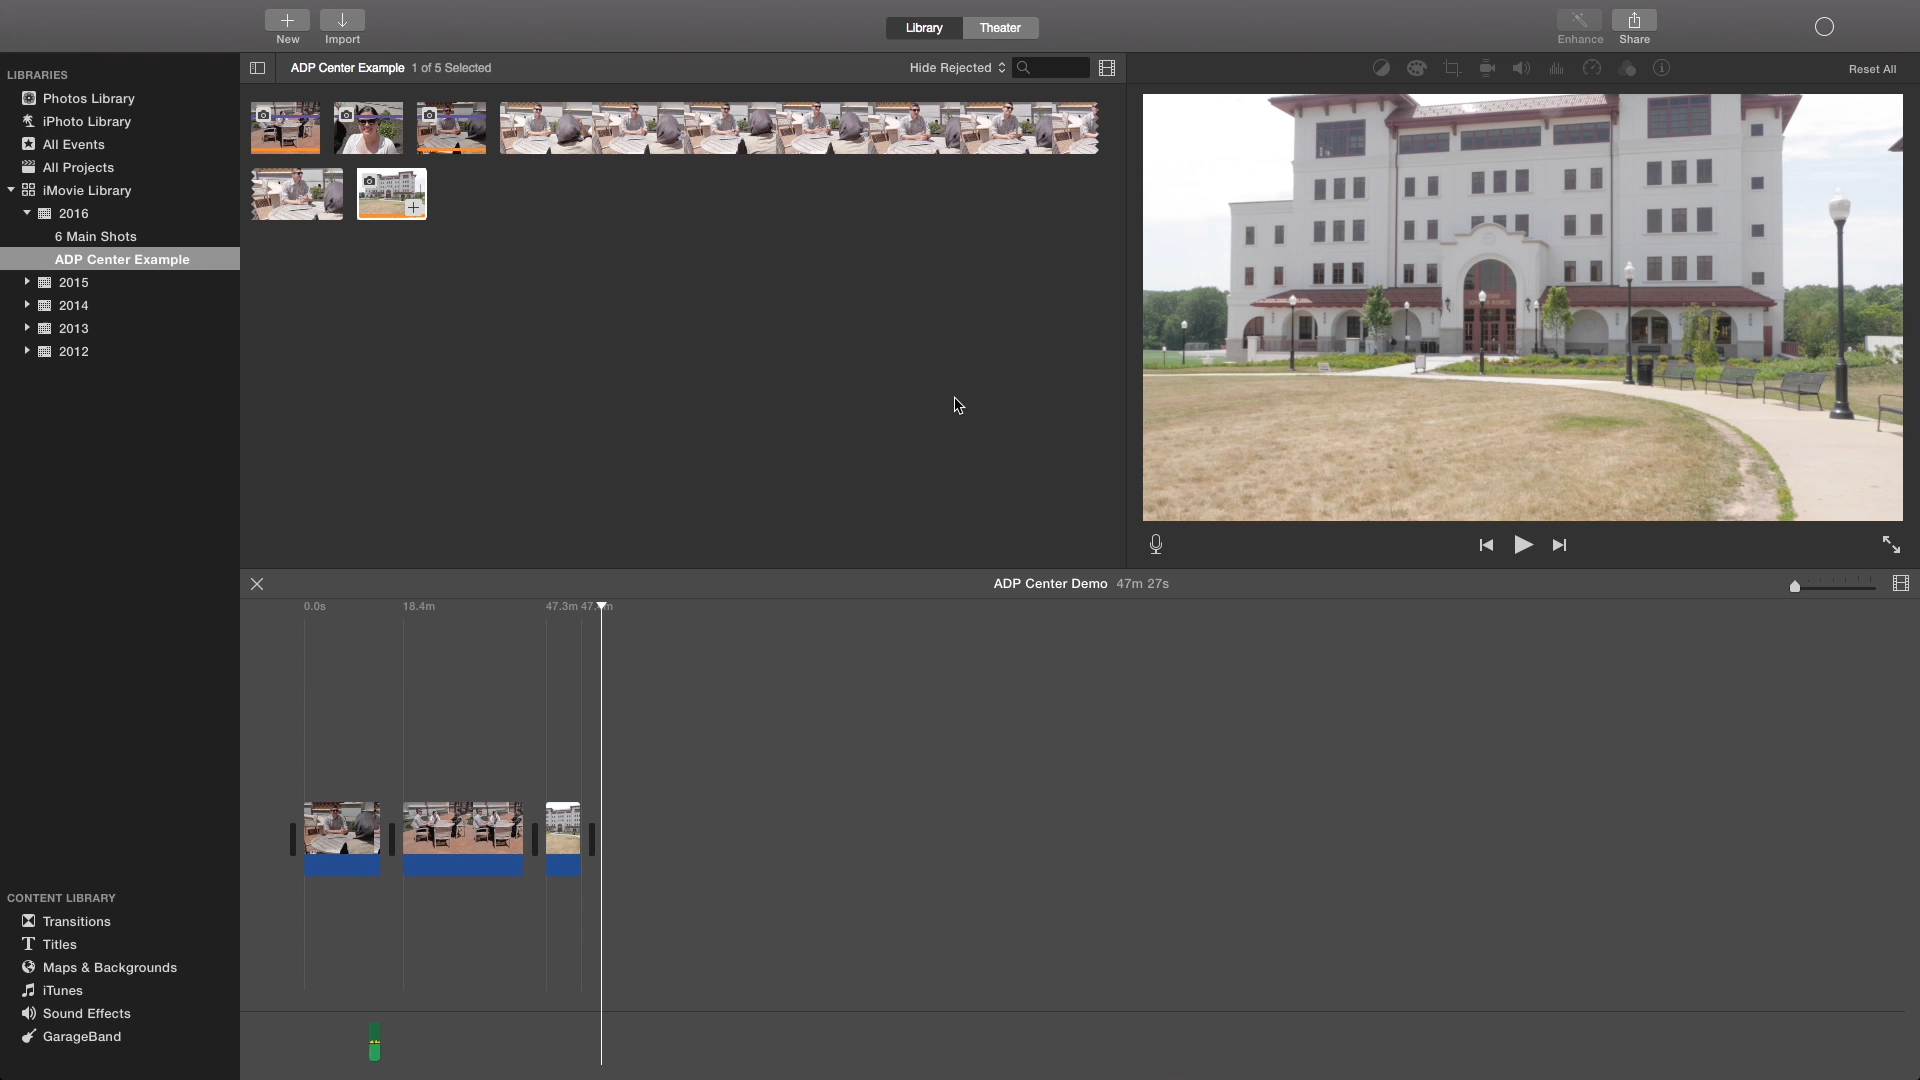 New
Import
Library
Theater
Enhance
Share
LIBRARIES
Photos Library
iPhoto Library
All Events
All Projects
iMovie Library
2016
6 Main Shots
ADP Center Example
2015
2014
2013
2012
ADP Center Example 1 of 5 Selected
Hide Rejected
Reset All
ADP Center Demo 47m 27s
0.0s
18.4m
47.3m
CONTENT LIBRARY
Transitions
Titles
Maps & Backgrounds
iTunes
Sound Effects
GarageBand